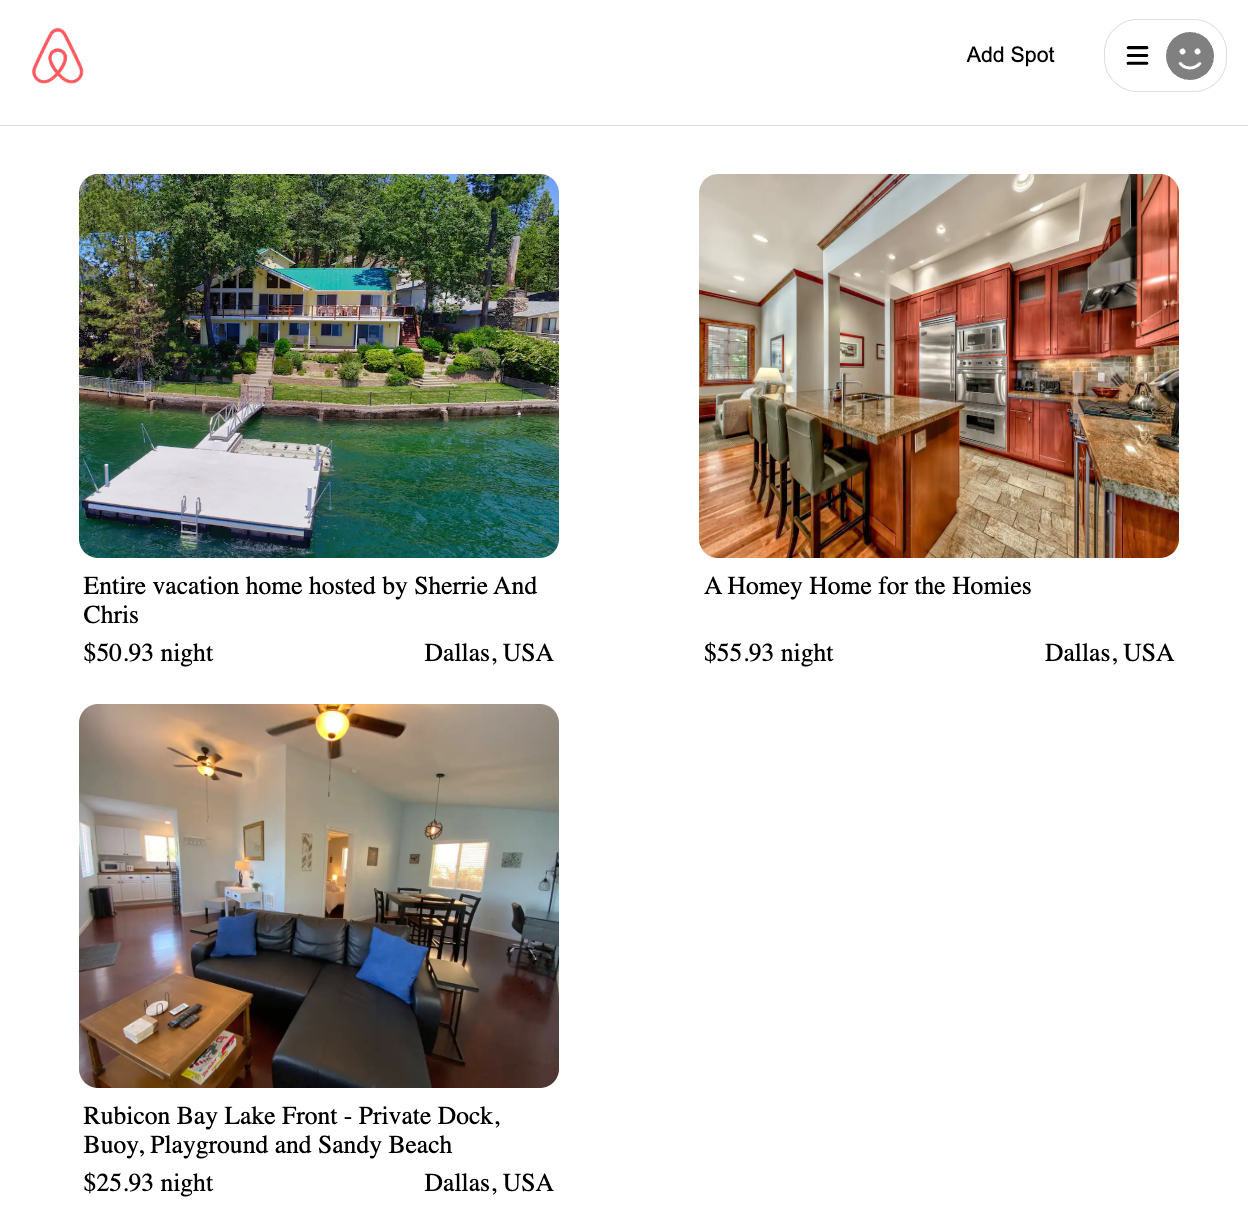 Add Spot
Entire vacation home hosted by Sherrie And
Chris
$50.93 night
Dallas, USA
A Homey Home for the Homies
$55.93 night
Dallas, USA
Rubicon Bay Lake Front - Private Dock,
Buoy, Playground and Sandy Beach
$25.93 night
Dallas, USA